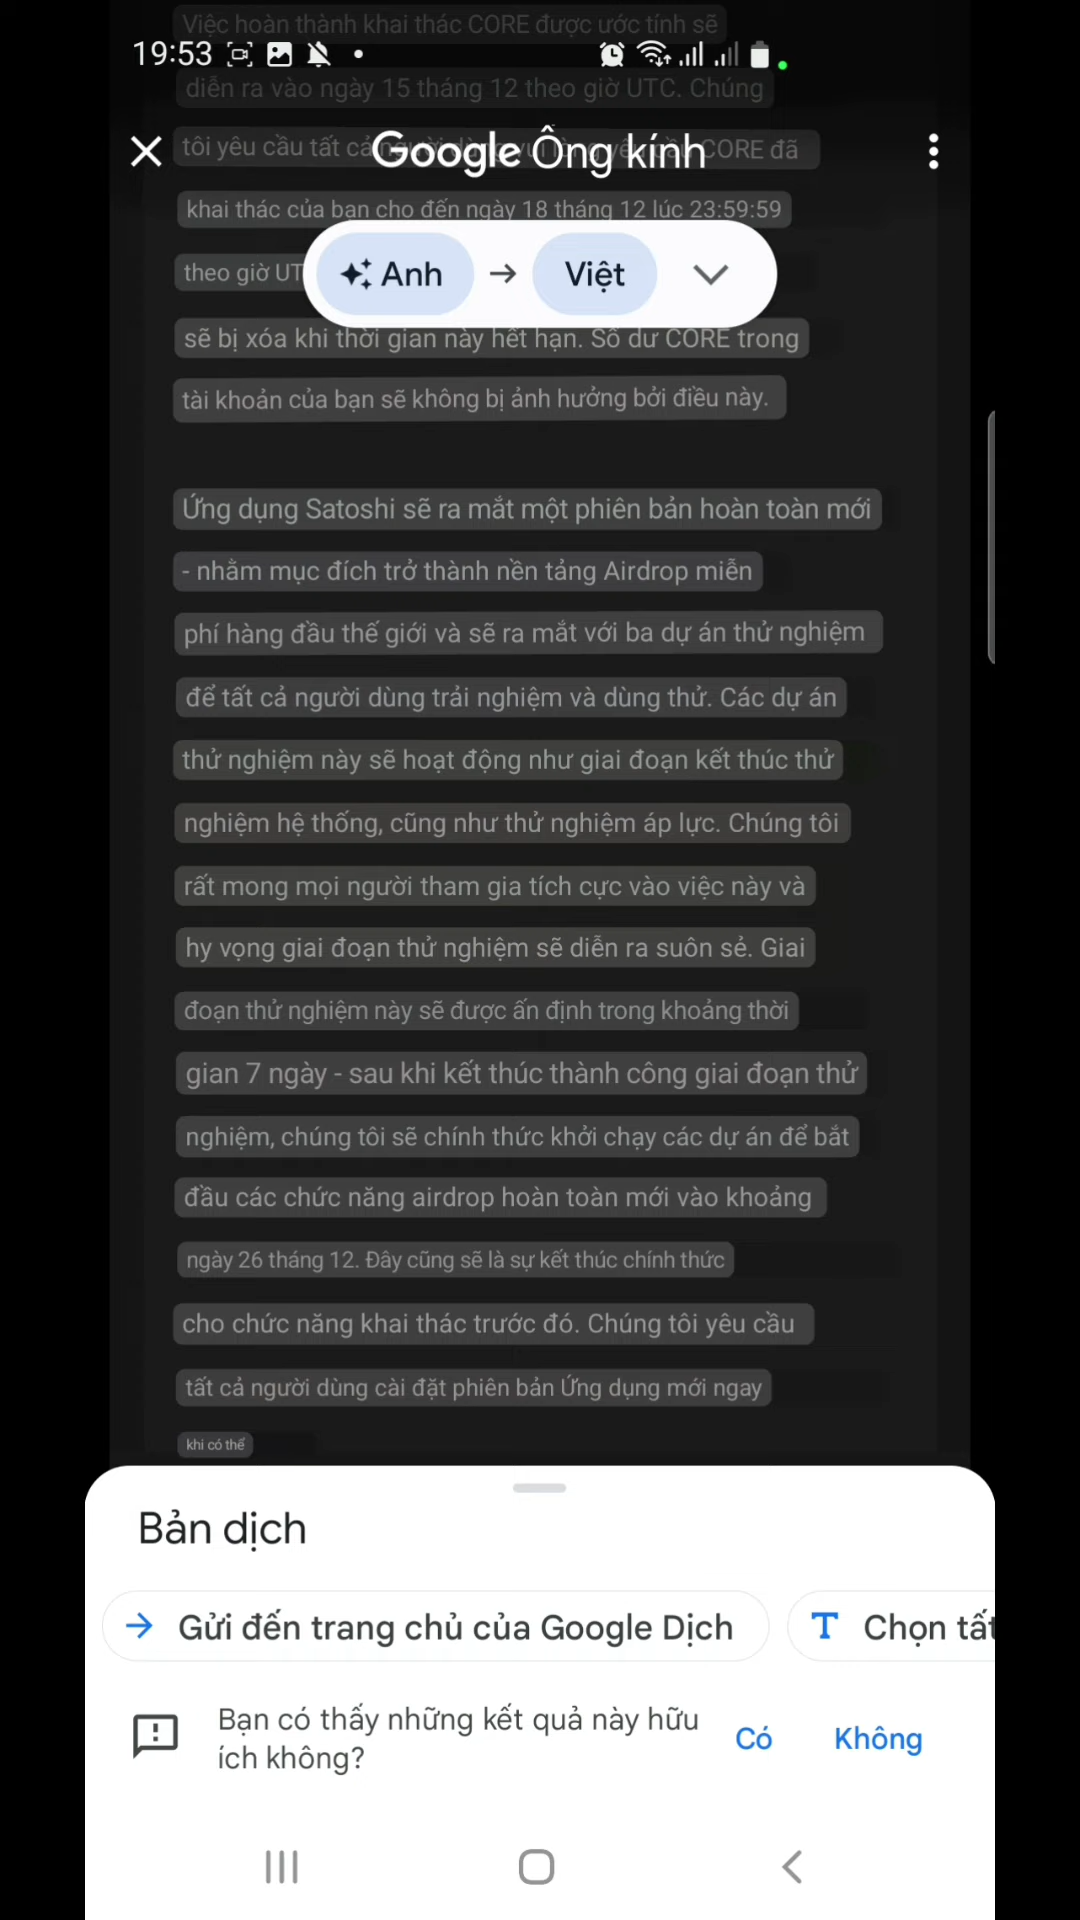 Việc hoàn thành khai thác CORE được ước tính sẽ
19:53
diễn ra vào ngày 15 tháng 12 theo giờ UTC. Chúng
tôi yêu cầu tất cả người dùng vui lòng yêu cầu CORE đã
Google Ống kính
khai thác của bạn cho đến ngày 18 tháng 12 lúc 23:59:59
theo giờ UT
Anh → Việt
sẽ bị xóa khi thời gian này hết hạn. Số dư CORE trong
tài khoản của bạn sẽ không bị ảnh hưởng bởi điều này.
Ứng dụng Satoshi sẽ ra mắt một phiên bản hoàn toàn mới
- nhằm mục đích trở thành nền tảng Airdrop miễn
phí hàng đầu thế giới và sẽ ra mắt với ba dự án thử nghiệm
để tất cả người dùng trải nghiệm và dùng thử. Các dự án
thử nghiệm này sẽ hoạt động như giai đoạn kết thúc thử
nghiệm hệ thống, cũng như thử nghiệm áp lực. Chúng tôi
rất mong mọi người tham gia tích cực vào việc này và
hy vọng giai đoạn thử nghiệm sẽ diễn ra suôn sẻ. Giai
đoạn thử nghiệm này sẽ được ấn định trong khoảng thời
gian 7 ngày - sau khi kết thúc thành công giai đoạn thử
nghiệm, chúng tôi sẽ chính thức khởi chạy các dự án để bắt
đầu các chức năng airdrop hoàn toàn mới vào khoảng
ngày 26 tháng 12. Đây cũng sẽ là sự kết thúc chính thức
cho chức năng khai thác trước đó. Chúng tôi yêu cầu
tất cả người dùng cài đặt phiên bản Ứng dụng mới ngay
khi có thể
Bản dịch
Gửi đến trang chủ của Google Dịch
Chọn tất
Bạn có thấy những kết quả này hữu
ích không?
Có
Không